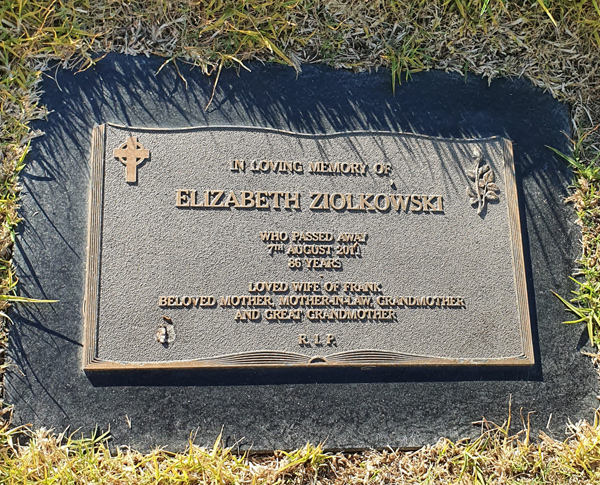 IN LOVING MEMORY OF
ELIZABETH ZIOLKOWSKI
WHO PASSED AWAY
7TH AUGUST 2011
86 YEARS
LOVED WIFE OF FRANK
BELOVED MOTHER, MOTHER-IN-LAW, GRANDMOTHER
AND GREAT GRANDMOTHER
R.I.P.